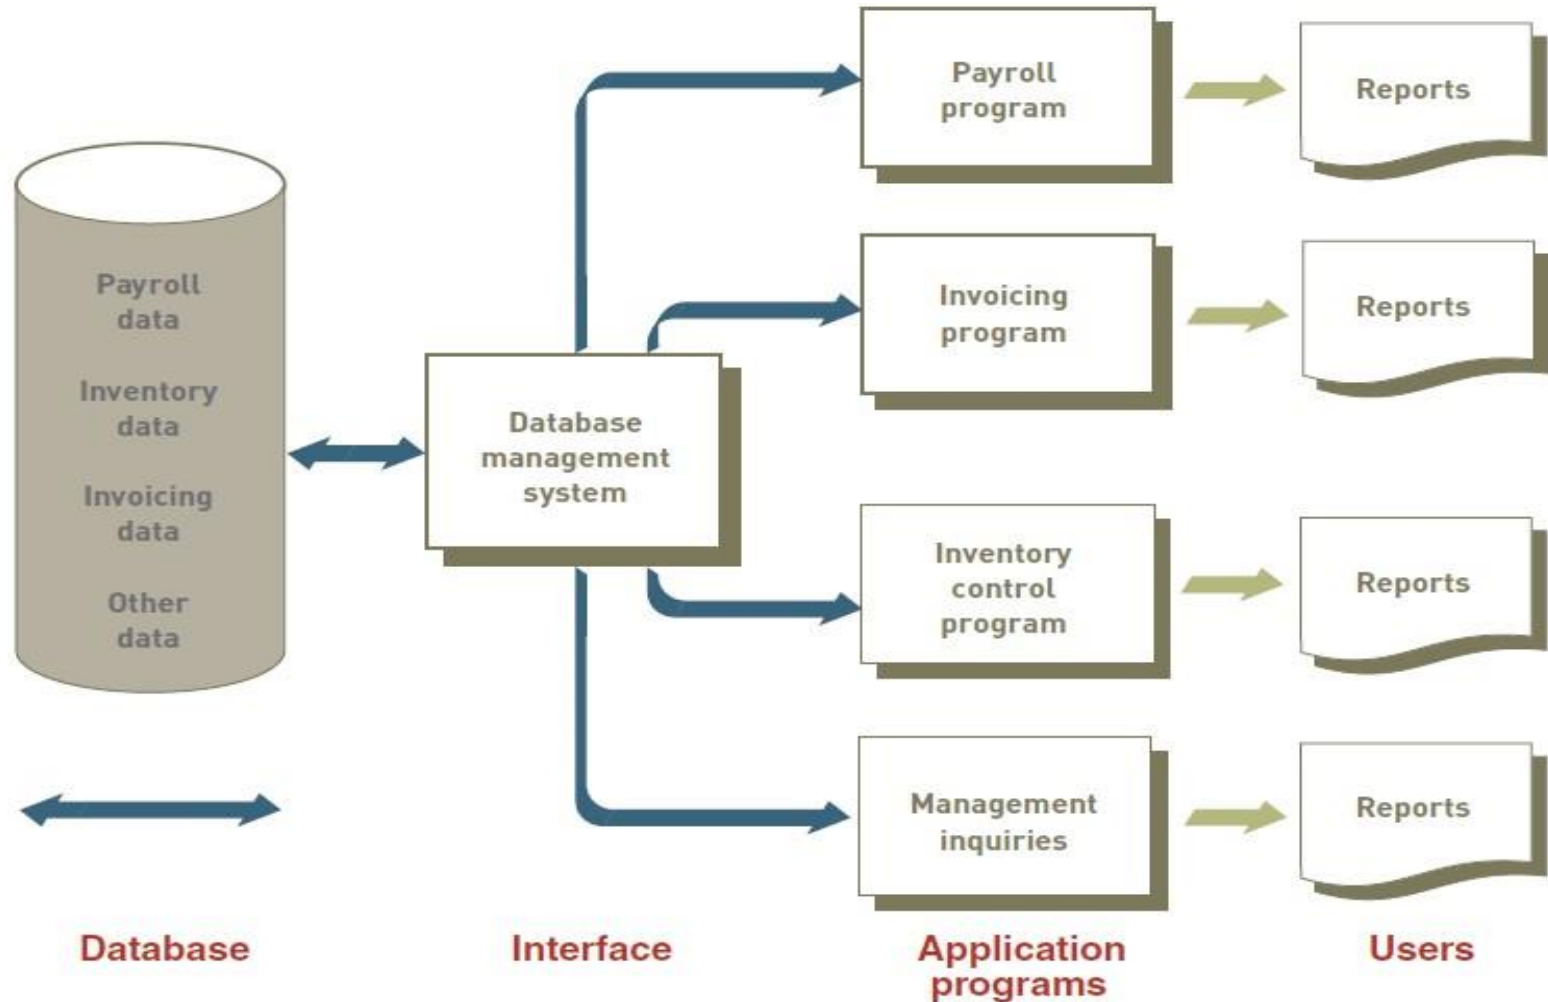 Payroll
data
Inventory
data
Invoicing
data
Other
data
Database
management
system
Payroll
program
Invoicing
program
Inventory
control
program
Management
inquiries
Reports
Reports
Reports
Reports
Database
Interface
Application
programs
Users